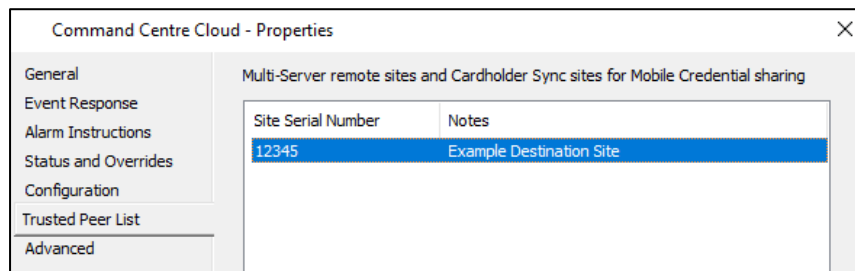 Command Centre Cloud - Properties
General
Event Response
Alarm Instructions
Status and Overrides
Configuration
Trusted Peer List
Advanced
Multi-Server remote sites and Cardholder Sync sites for Mobile Credential sharing
Site Serial Number Notes
12345 Example Destination Site